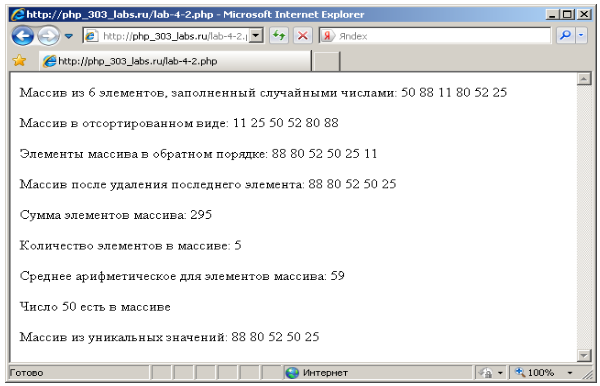 http://php_303_labs.ru/lab-4-2.php - Microsoft Internet Explorer
http://php_303_labs.ru/lab-4-2.p
Яndex
http://php_303_labs.ru/lab-4-2.php
Массив из 6 элементов, заполненный случайными числами: 50 88 11 80 52 25
Массив в отсортированном виде: 11 25 50 52 80 88
Элементы массива в обратном порядке: 88 80 52 50 25 11
Массив после удаления последнего элемента: 88 80 52 50 25
Сумма элементов массива: 295
Количество элементов в массиве: 5
Среднее арифметическое для элементов массива: 59
Число 50 есть в массиве
Массив из уникальных значений: 88 80 52 50 25
Готово
Интернет
100%